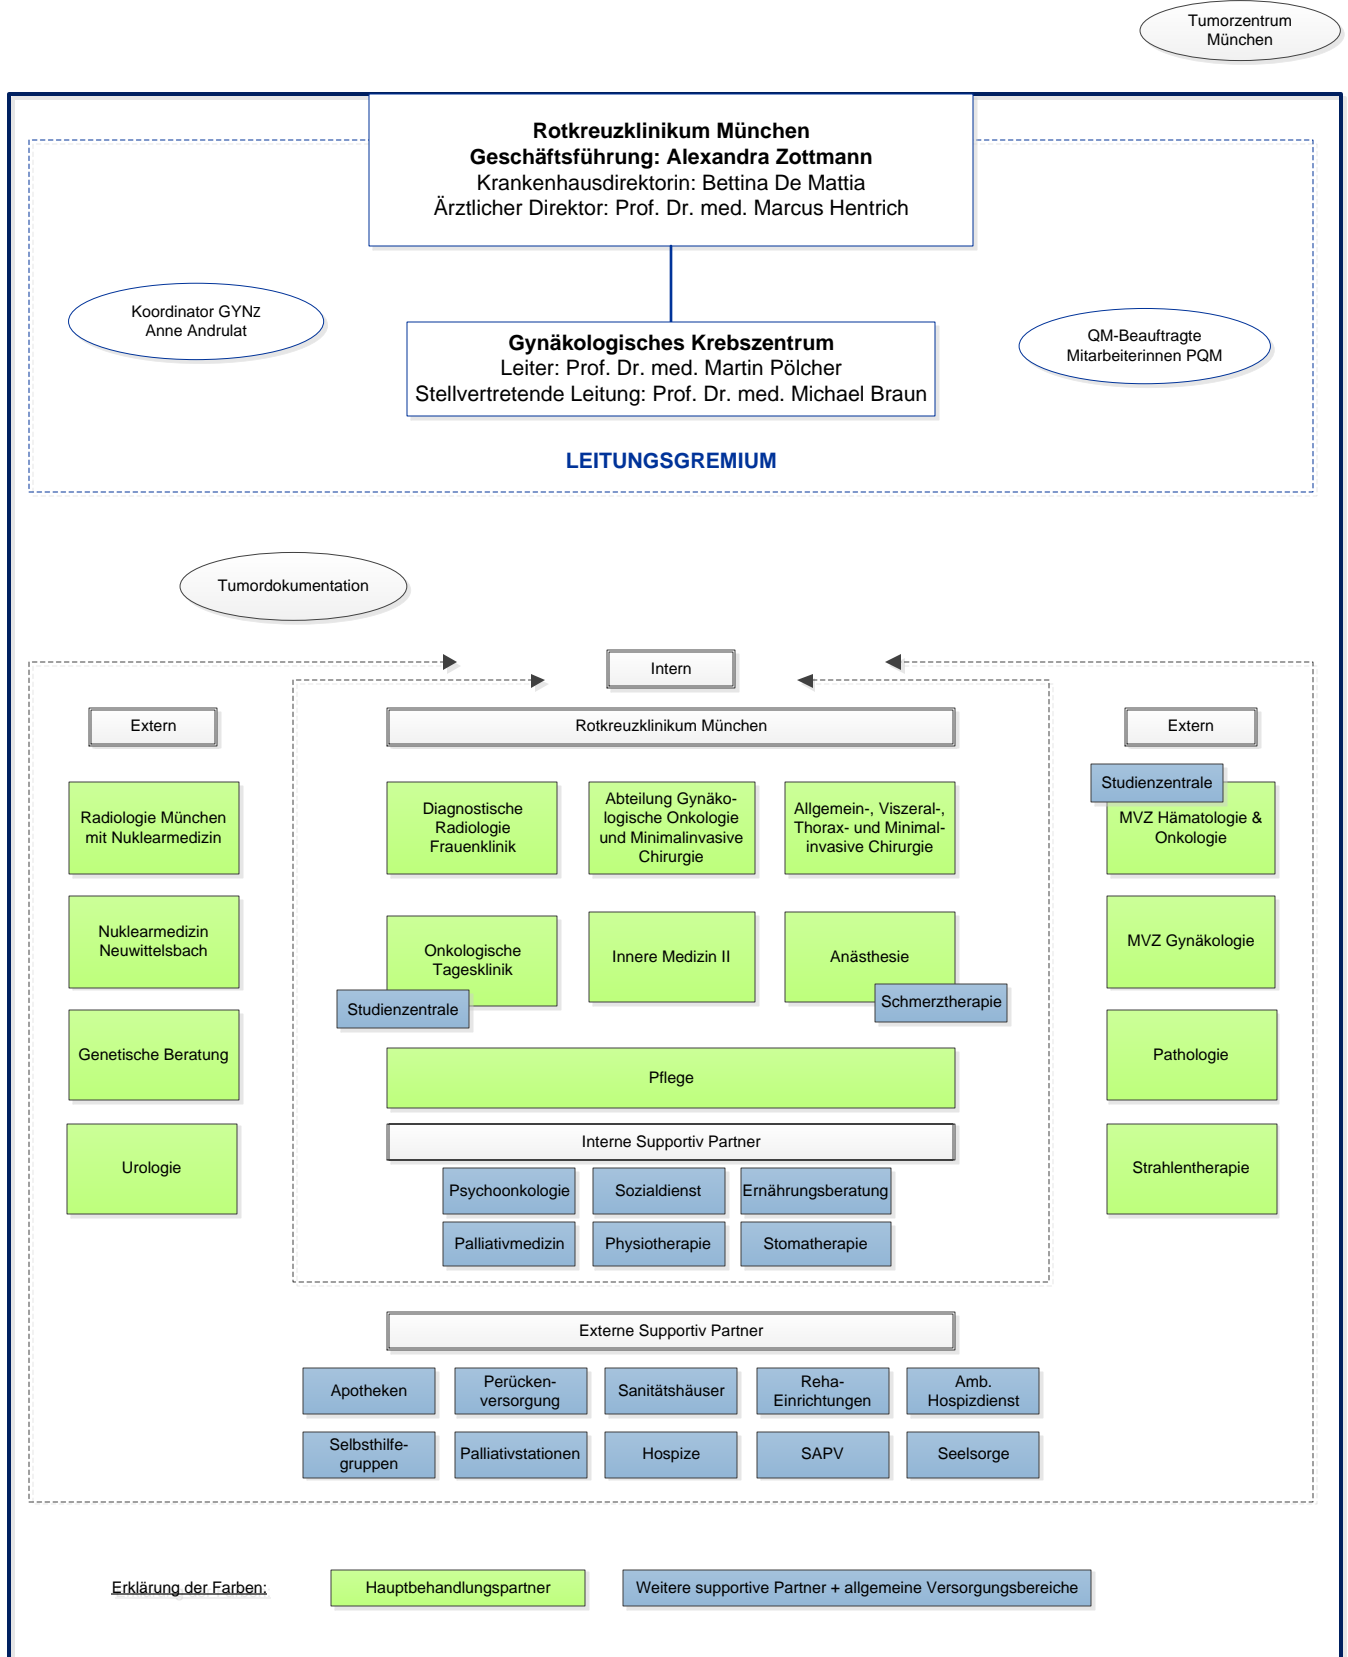 Tumorzentrum
München
Rotkreuzklinikum München
Geschäftsführung: Alexandra Zottmann
Krankenhausdirektorin: Bettina De Mattia
Ärztlicher Direktor: Prof. Dr. med. Marcus Hentrich
Koordinator GYNZ
Anne Andrulat
Gynäkologisches Krebszentrum
Leiter: Prof. Dr. med. Martin Pölcher
Stellvertretende Leitung: Prof. Dr. med. Michael Braun
QM-Beauftragte
Mitarbeiterinnen PQM
LEITUNGSGREMIUM
Tumordokumentation
Intern
Extern
Rotkreuzklinikum München
Extern
Radiologie München
mit Nuklearmedizin
Diagnostische
Radiologie
Frauenklinik
Abteilung Gynäko-
logische Onkologie
und Minimalinvasive
Chirurgie
Allgemein-, Viszeral-,
Thorax- und Minimal-
invasive Chirurgie
Studienzentrale
MVZ Hämatologie &
Onkologie
Nuklearmedizin
Neuwittelsbach
Onkologische
Tagesklinik
Studienzentrale
Innere Medizin II
Anästhesie
Schmerztherapie
MVZ Gynäkologie
Genetische Beratung
Pflege
Pathologie
Urologie
Interne Supportiv Partner
Strahlentherapie
Psychoonkologie
Sozialdienst
Ernährungsberatung
Palliativmedizin
Physiotherapie
Stomatherapie
Externe Supportiv Partner
Apotheken
Perücken-
versorgung
Sanitätshäuser
Reha-
Einrichtungen
Amb.
Hospizdienst
Selbsthilfe-
gruppen
Palliativstationen
Hospize
SAPV
Seelsorge
Erklärung der Farben:
Hauptbehandlungspartner
Weitere supportive Partner + allgemeine Versorgungsbereiche